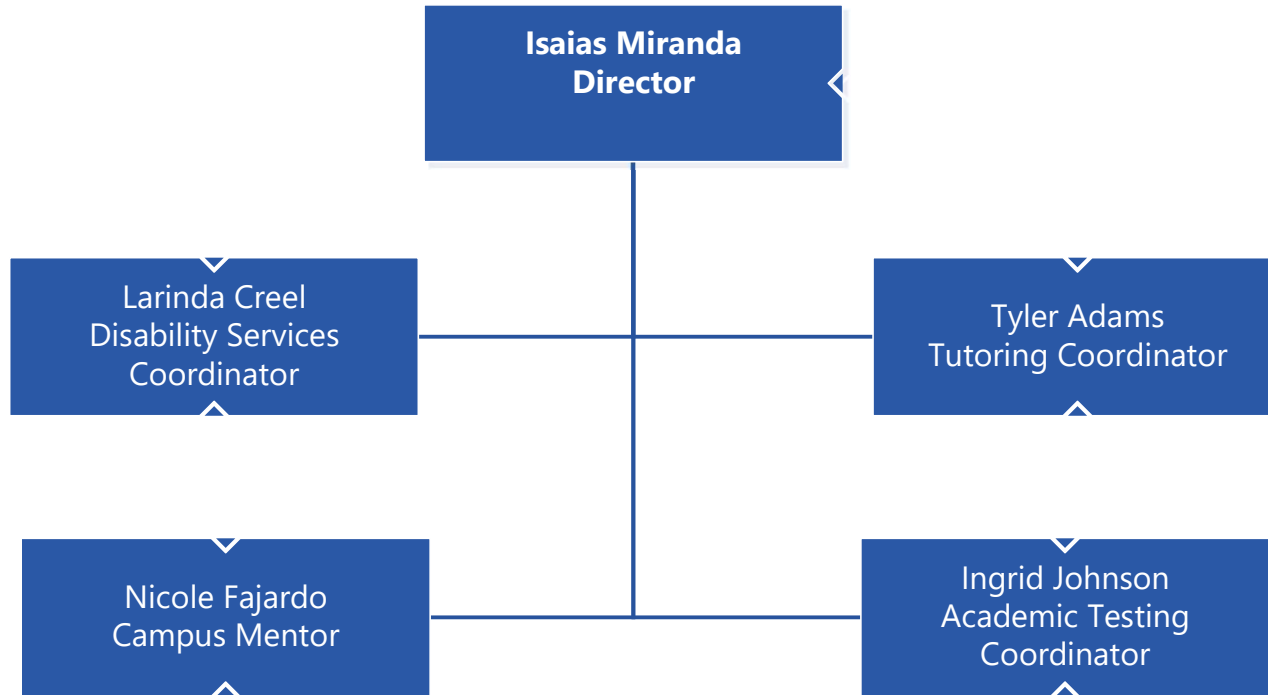 Isaias Miranda
Director
Larinda Creel
Disability Services
Coordinator
Tyler Adams
Tutoring Coordinator
Nicole Fajardo
Campus Mentor
Ingrid Johnson
Academic Testing
Coordinator